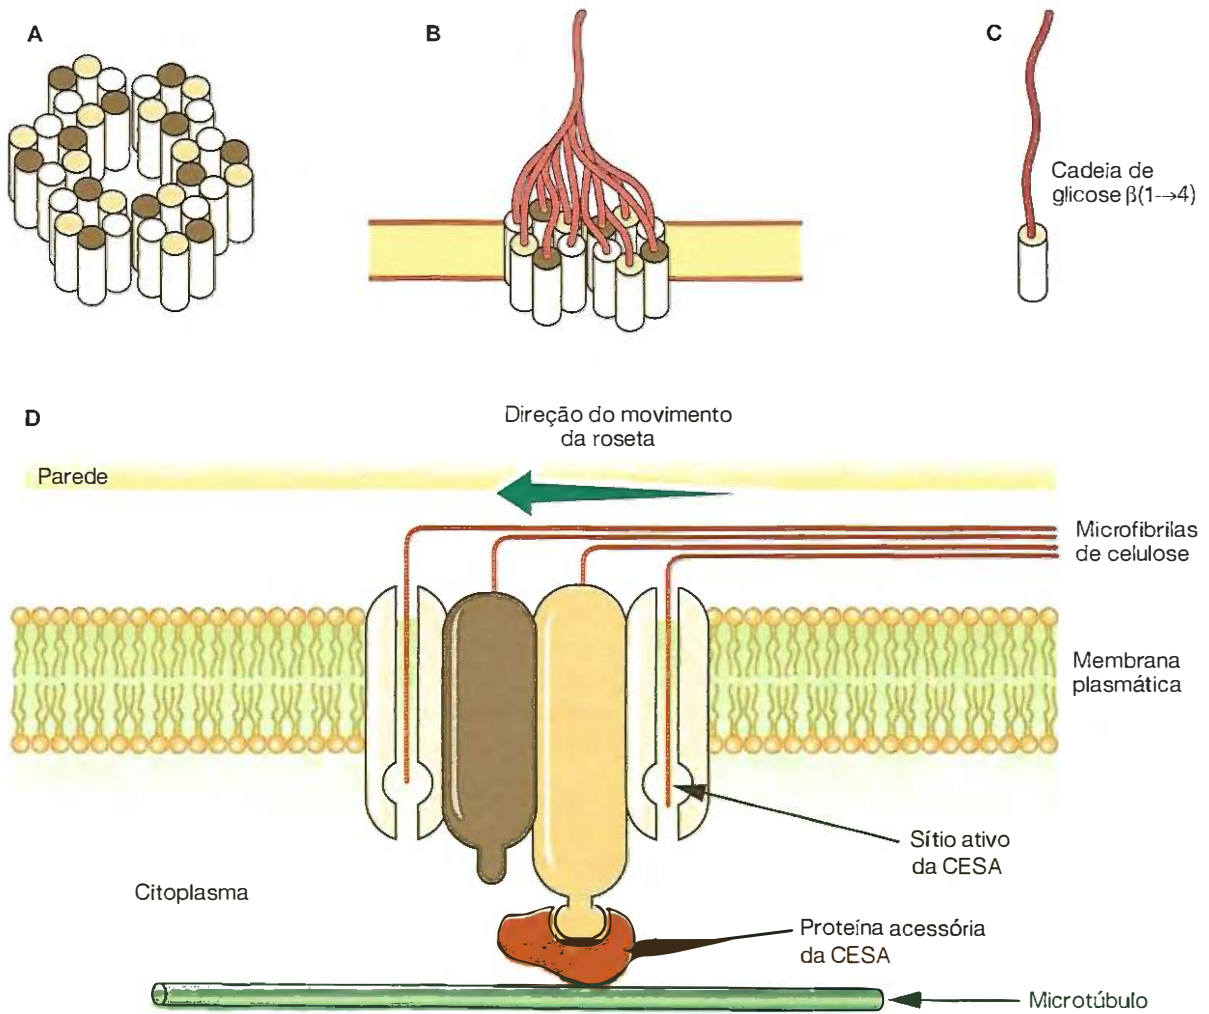 A
B
C
Cadeia de
glicose β(1→4)
D
Direção do movimento
da roseta
Parede
Microfibrilas
de celulose
Membrana
plasmática
Sítio ativo
da CESA
Citoplasma
Proteína acessória
da CESA
Microtúbulo